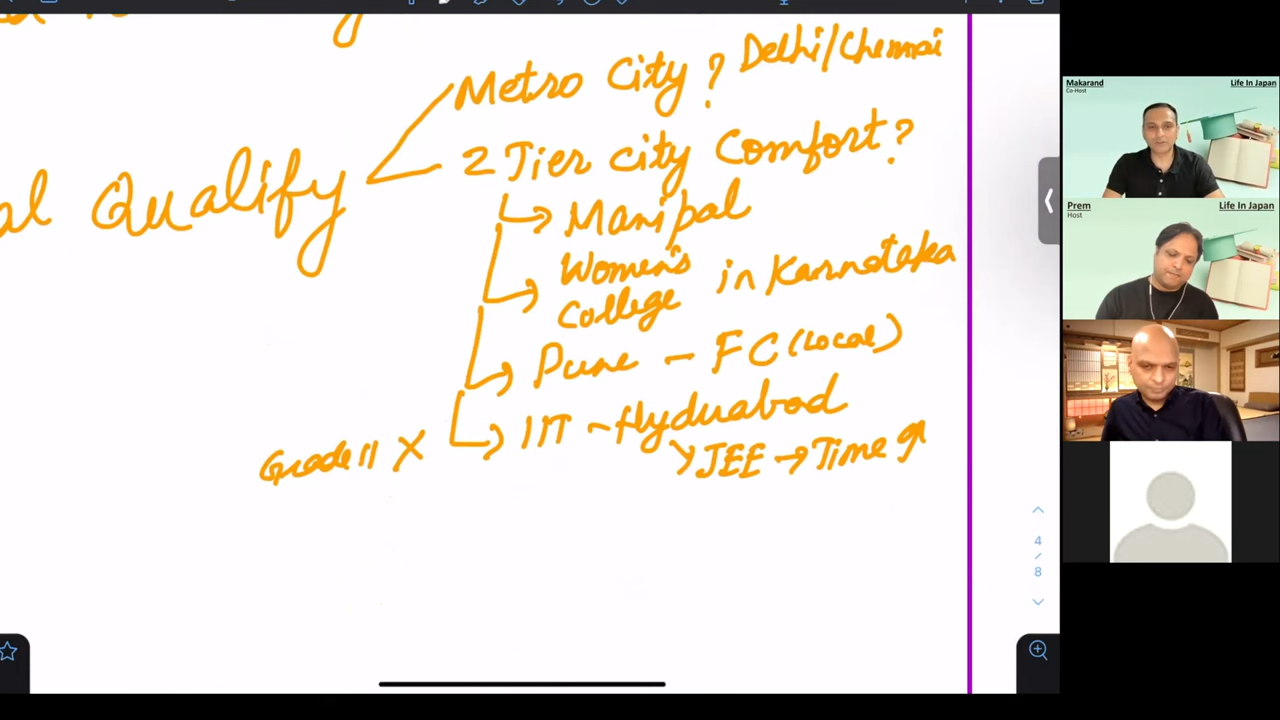 Metro City? Delhi/Chennai
al Qualify
2 Tier city Comfort?
Manipal
Women's College in Karnataka
Pune - FC (Local)
IIT - Hyderabad
Grade 11 X
JEE → Time
4
/
8
Makarand
Co-Host
Life In Japan
Prem
Host
Life In Japan